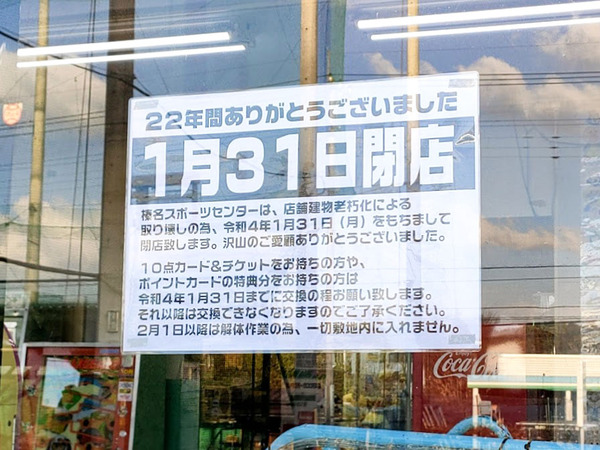 22年間ありがとうございました
1月31日閉店
榛名スポーツセンターは、店舗建物老朽化による
取り壊しの為、令和4年1月31日（月）をもちまして
閉店致します。沢山のご愛顧ありがとうございました。
10点カード&チケットをお持ちの方や、
ポイントカードの特典分をお持ちの方は
令和4年1月31日までに交換の程お願い致します。
それ以降は交換できなくなりますのでご了承ください。
2月1日以降は解体作業の為、一切敷地内に入れません。
Coca-Cola